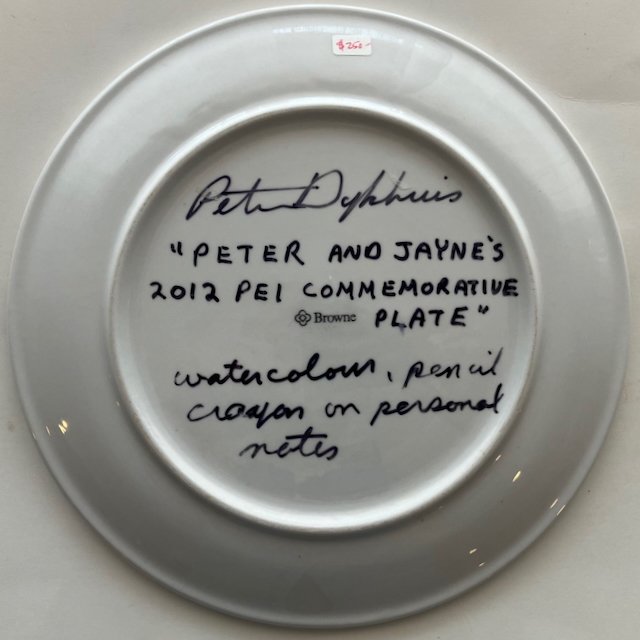 $250-
Peter Dykhuis
"PETER AND JAYNE'S
2012 PEI COMMEMORATIVE
Browne PLATE"
watercolour, pencil
crayon on personal
notes